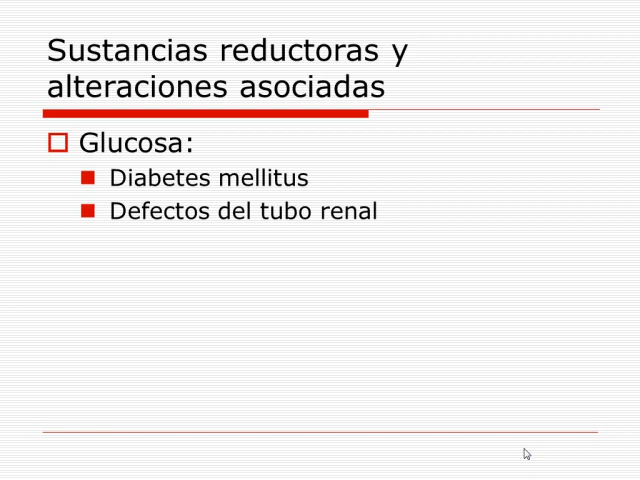 Sustancias reductoras y
alteraciones asociadas
Glucosa:
Diabetes mellitus
Defectos del tubo renal